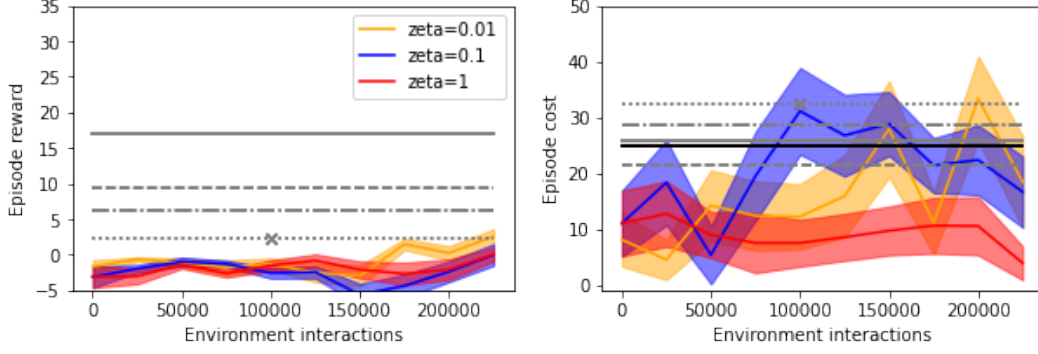 35
30
25
20
15
10
5
0
−5
Episode reward
zeta=0.01
zeta=0.1
zeta=1
0 50000 100000 150000 200000
Environment interactions
50
40
30
20
10
0
Episode cost
0 50000 100000 150000 200000
Environment interactions